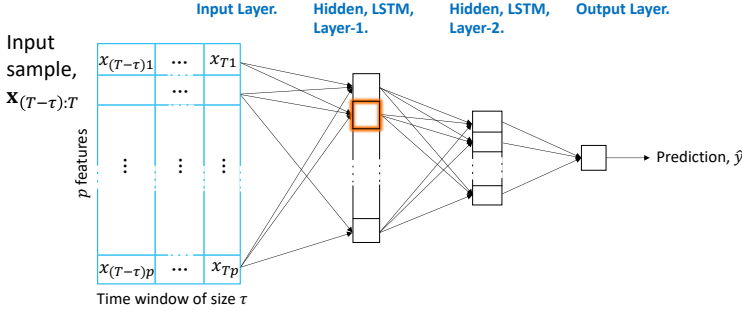 Input Layer.
Hidden, LSTM,
Layer-1.
Hidden, LSTM,
Layer-2.
Output Layer.
Input
sample,
𝐱(T−τ):T
x(T−τ)1 ... xT1
...
⋮ ⋮ ⋮
x(T−τ)p ... xTp
p features
Time window of size τ
⋮
⋮
Prediction, ŷ